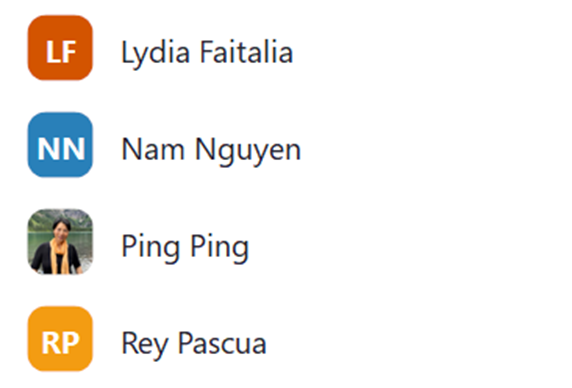 LF Lydia Faitalia
NN Nam Nguyen
Ping Ping
RP Rey Pascua